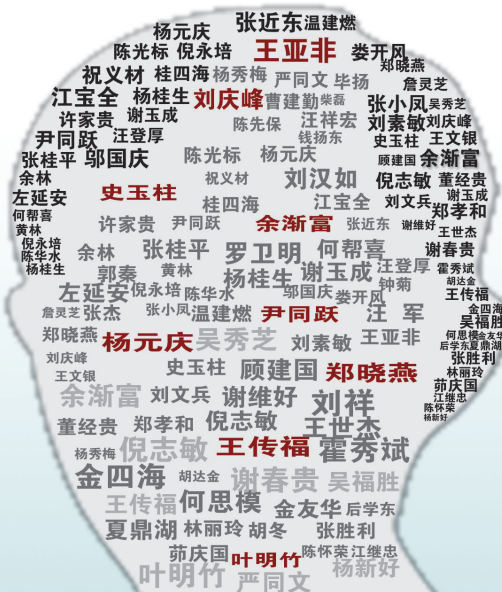 杨元庆 张近东 温建燃
陈光标 倪永培 王亚非 娄开风
祝义材 桂四海 杨秀梅 严同文 毕扬 郑晓燕
詹灵芝
江宝全 杨桂生 刘庆峰 曹建勤 柴磊 张小凤 吴秀芝
许家贵 谢玉成 陈先保 汪祥宏 刘素敏 刘庆峰
尹同跃 汪登厚 钱扬东 史玉柱 王文银
张桂平 邬国庆 陈光标 杨元庆 顾建国 余渐富
余林 祝义材 刘汉如 倪志敏 董经贵
左延安 史玉柱 桂四海 江宝全 刘文兵 谢玉成
何帮喜 郑孝和
黄林 许家贵 尹同跃 余渐富 张近东 谢维好 王世杰
倪永培 余林 张桂平 罗卫明 何帮喜 谢春贵
陈华水
杨桂生 郭秦 黄林 杨桂生 谢玉成 汪登厚 霍秀斌
胡达金
左延安 倪永培 陈华水 邬国庆 娄开风 钟菊 王传福
詹灵芝 张杰 张小凤 温建燃 尹同跃 汪军 金四海
吴福胜
郑晓燕 杨元庆 吴秀芝 刘素敏 王亚非 何思模 金友华
后学东 夏鼎湖
刘庆峰 史玉柱 顾建国 郑晓燕 张胜利
王文银 林丽玲
茆庆国
余渐富 刘文兵 谢维好 刘祥 江继忠
陈怀荣
董经贵 郑孝和 倪志敏 王世杰 杨新好
杨秀梅 倪志敏 王传福 霍秀斌
金四海 胡达金 谢春贵 吴福胜
王传福 何思模 金友华 后学东
夏鼎湖 林丽玲 胡冬 张胜利
茆庆国 叶明竹 陈怀荣 江继忠
叶明竹 严同文 杨新好